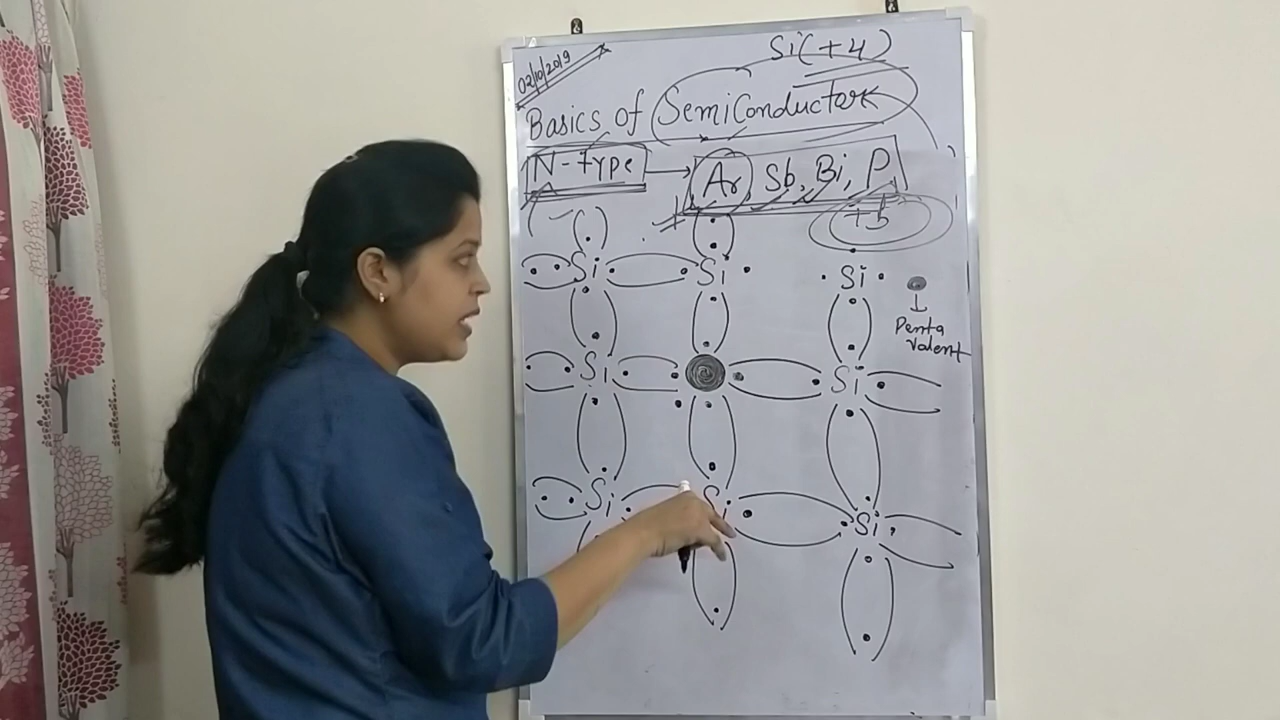 02/10/2019
Si(+4)
Basics of SemiConductors
N-type → Ar, Sb, Bi, P
+5
Si Si Si
Penta
Valent
Si Si
Si Si Si